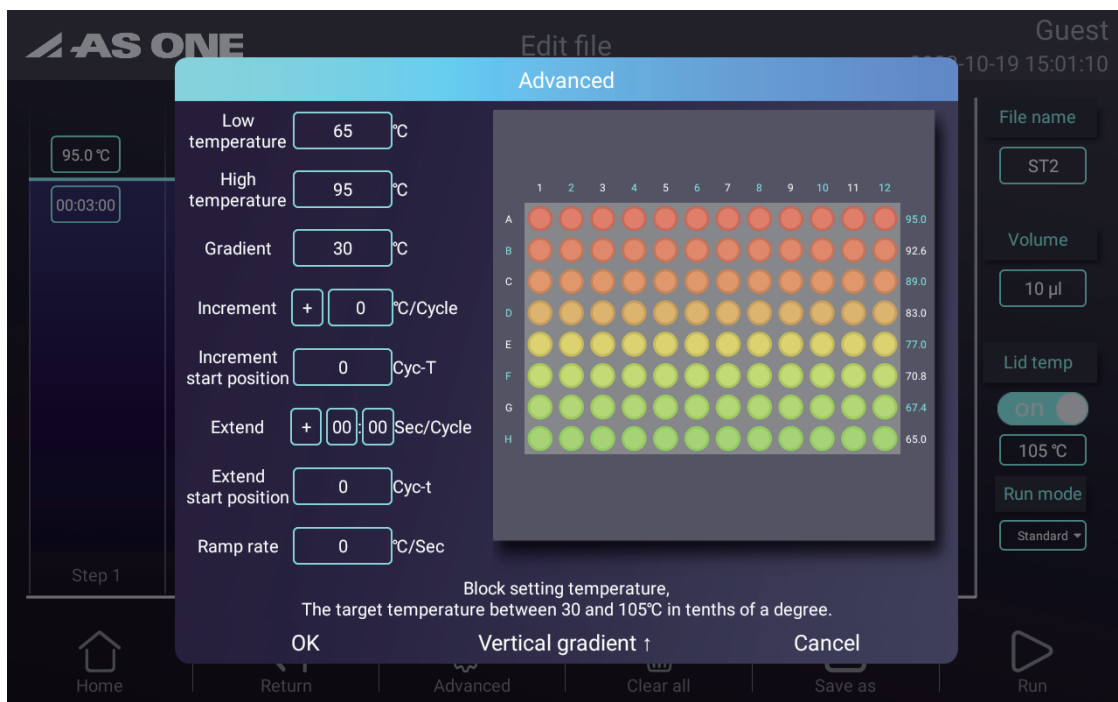 AS ONE
Edit file
Guest
-10-19 15:01:10
Advanced
95.0 ℃
00:03:00
Step 1
Low
temperature 65 ℃
High
temperature 95 ℃
Gradient 30 ℃
Increment + 0 ℃/Cycle
Increment
start position 0 Cyc-T
Extend + 00 : 00 Sec/Cycle
Extend
start position 0 Cyc-t
Ramp rate 0 ℃/Sec
1 2 3 4 5 6 7 8 9 10 11 12
A 95.0
B 92.6
C 89.0
D 83.0
E 77.0
F 70.8
G 67.4
H 65.0
Block setting temperature,
The target temperature between 30 and 105℃ in tenths of a degree.
OK Vertical gradient ↑ Cancel
File name
ST2
Volume
10 µl
Lid temp
on
105 ℃
Run mode
Standard
Home Return Advanced Clear all Save as Run